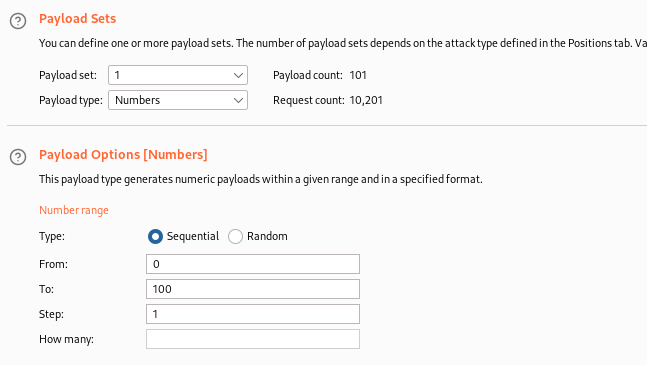 Payload Sets
You can define one or more payload sets. The number of payload sets depends on the attack type defined in the Positions tab. Va
Payload set: 1 Payload count: 101
Payload type: Numbers Request count: 10,201
Payload Options [Numbers]
This payload type generates numeric payloads within a given range and in a specified format.
Number range
Type: Sequential Random
From: 0
To: 100
Step: 1
How many: